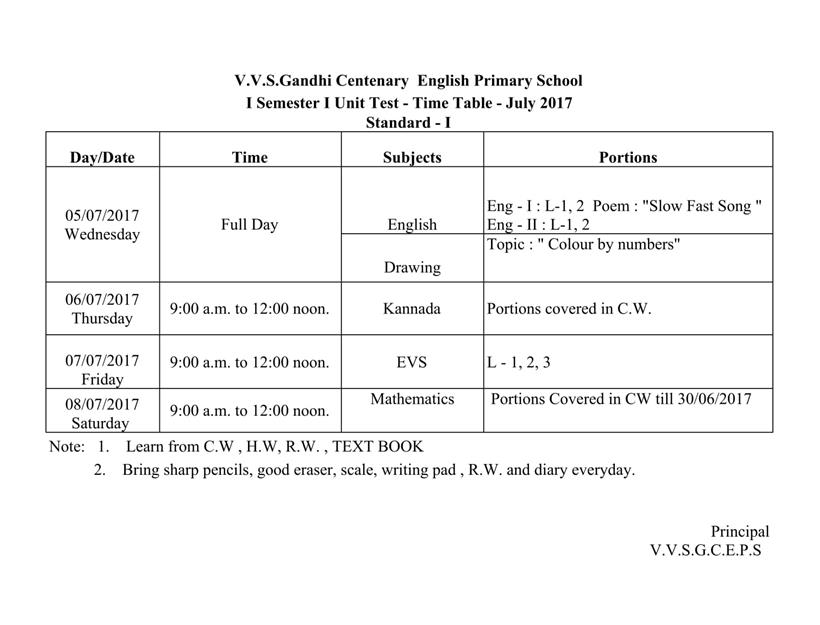 V.V.S.Gandhi Centenary English Primary School
I Semester I Unit Test - Time Table - July 2017
Standard - I
Day/Date Time Subjects Portions
05/07/2017
Wednesday
Full Day
English
Eng - I : L-1, 2 Poem : "Slow Fast Song "
Eng - II : L-1, 2
Drawing
Topic : " Colour by numbers"
06/07/2017
Thursday
9:00 a.m. to 12:00 noon.
Kannada
Portions covered in C.W.
07/07/2017
Friday
9:00 a.m. to 12:00 noon.
EVS
L - 1, 2, 3
08/07/2017
Saturday
9:00 a.m. to 12:00 noon.
Mathematics
Portions Covered in CW till 30/06/2017
Note: 1. Learn from C.W , H.W, R.W. , TEXT BOOK
2. Bring sharp pencils, good eraser, scale, writing pad , R.W. and diary everyday.
Principal
V.V.S.G.C.E.P.S